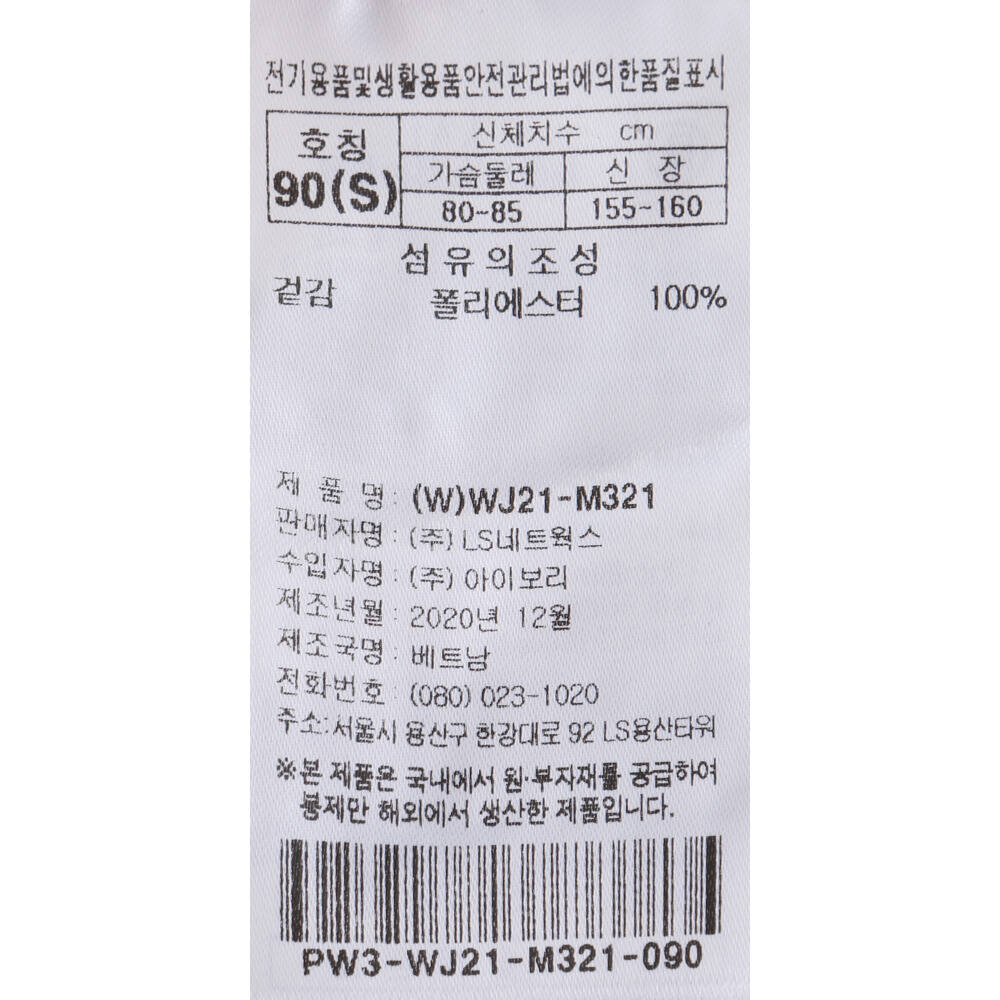 전기용품및생활용품안전관리법에의한품질표시
호칭 신체치수 cm
90(S) 가슴둘레 신 장
80-85 155-160
섬유의조성
겉감 폴리에스터 100%
제 품 명 : (W)WJ21-M321
판매자명 : (주) LS네트웍스
수입자명 : (주) 아이보리
제조년월 : 2020년 12월
제조국명 : 베트남
전화번호 : (080) 023-1020
주소:서울시 용산구 한강대로 92 LS용산타워
※본 제품은 국내에서 원·부자재를 공급하여
봉제만 해외에서 생산한 제품입니다.
PW3-WJ21-M321-090